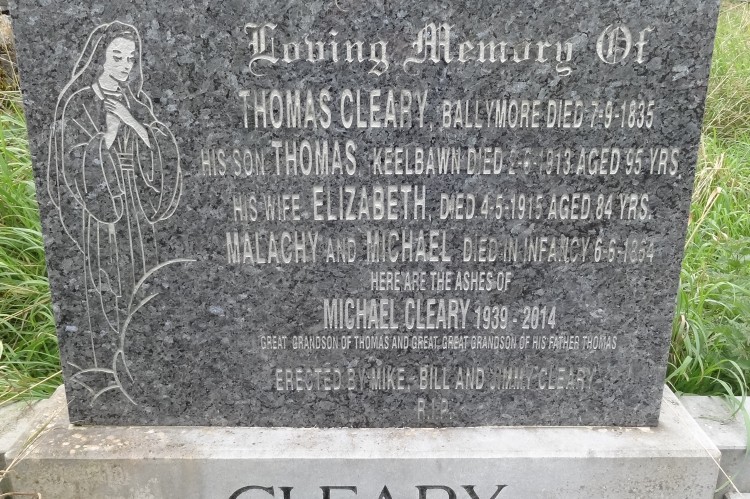 Loving Memory Of
THOMAS CLEARY, BALLYMORE DIED 7-9-1835
HIS SON THOMAS KEELBAWN DIED 2-6-1913 AGED 95 YRS.
HIS WIFE ELIZABETH, DIED 4-5-1915 AGED 84 YRS.
MALACHY AND MICHAEL DIED IN INFANCY 6-6-1864
HERE ARE THE ASHES OF
MICHAEL CLEARY 1939 - 2014
GREAT GRANDSON OF THOMAS AND GREAT, GREAT GRANDSON OF HIS FATHER THOMAS
ERECTED BY MIKE, BILL AND JIMMY CLEARY
R.I.P.
CLEARY